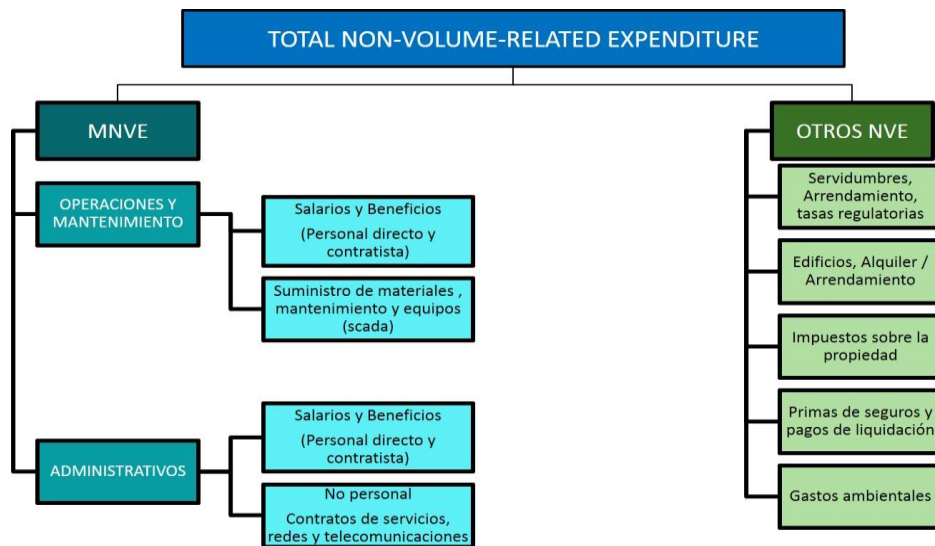 TOTAL NON-VOLUME-RELATED EXPENDITURE
MNVE
OPERACIONES Y
MANTENIMIENTO
Salarios y Beneficios
(Personal directo y
contratista)
Suministro de materiales ,
mantenimiento y equipos
(scada)
ADMINISTRATIVOS
Salarios y Beneficios
(Personal directo y
contratista)
No personal
Contratos de servicios,
redes y telecomunicaciones
OTROS NVE
Servidumbres,
Arrendamiento,
tasas regulatorias
Edificios, Alquiler /
Arrendamiento
Impuestos sobre la
propiedad
Primas de seguros y
pagos de liquidación
Gastos ambientales